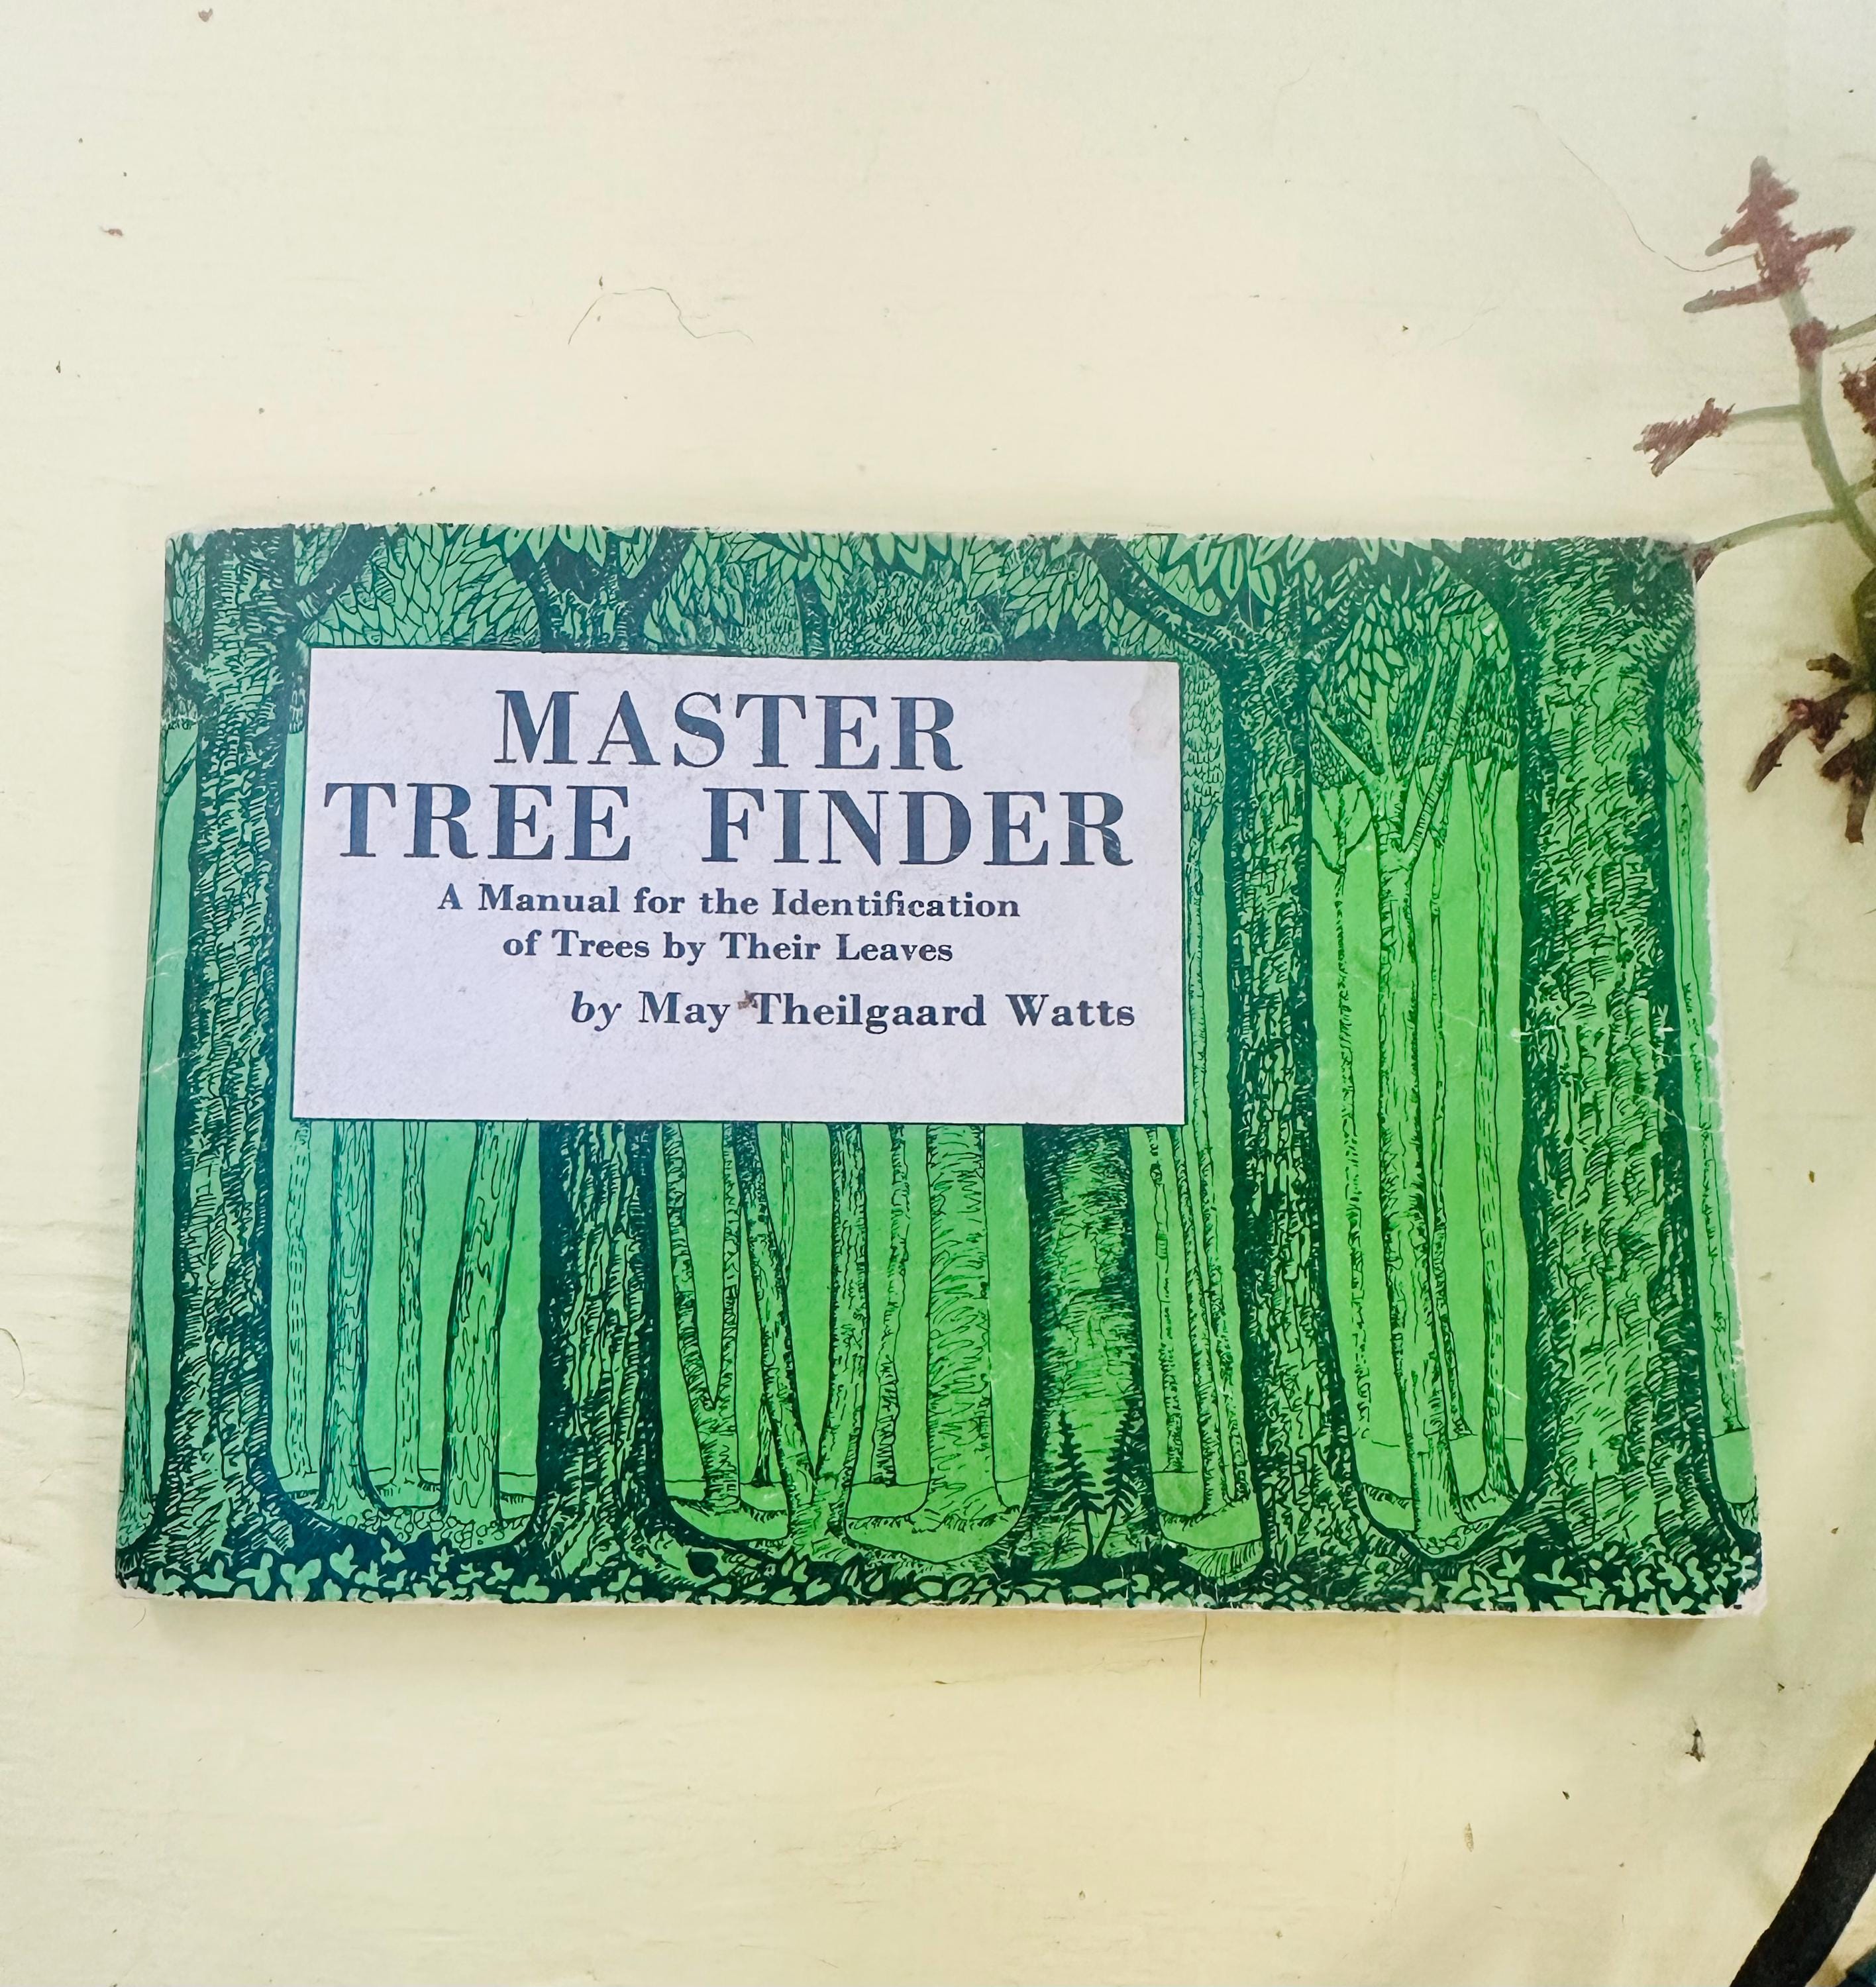 MASTER
TREE FINDER
A Manual for the Identification
of Trees by Their Leaves
by May Theilgaard Watts